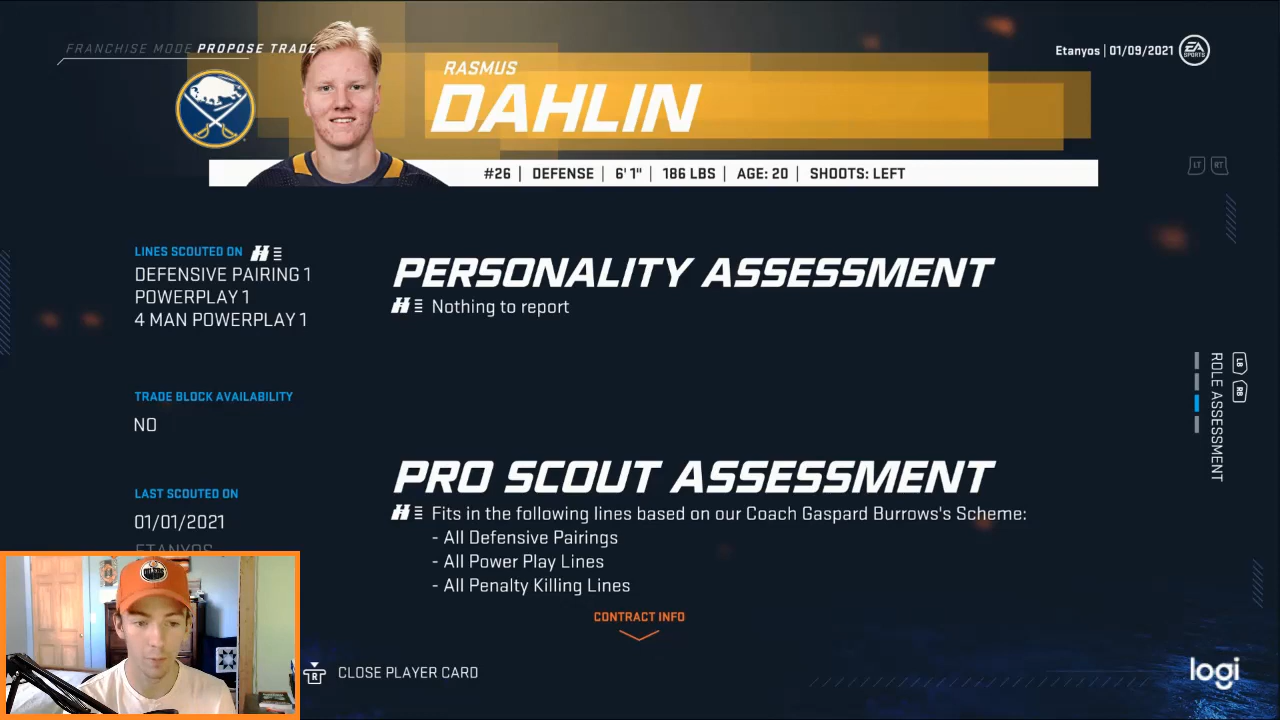 FRANCHISE MODE PROPOSE TRADE
Etanyos | 01/09/2021
EA
SPORTS
RASMUS
DAHLIN
#26 | DEFENSE | 6' 1" | 186 LBS | AGE: 20 | SHOOTS: LEFT
LT RT
LINES SCOUTED ON
DEFENSIVE PAIRING 1
POWERPLAY 1
4 MAN POWERPLAY 1
PERSONALITY ASSESSMENT
Nothing to report
LB RB
ROLE ASSESSMENT
TRADE BLOCK AVAILABILITY
NO
LAST SCOUTED ON
01/01/2021
ETANYOS
PRO SCOUT ASSESSMENT
Fits in the following lines based on our Coach Gaspard Burrows's Scheme:
- All Defensive Pairings
- All Power Play Lines
- All Penalty Killing Lines
CONTRACT INFO
R CLOSE PLAYER CARD
logi
OILERS